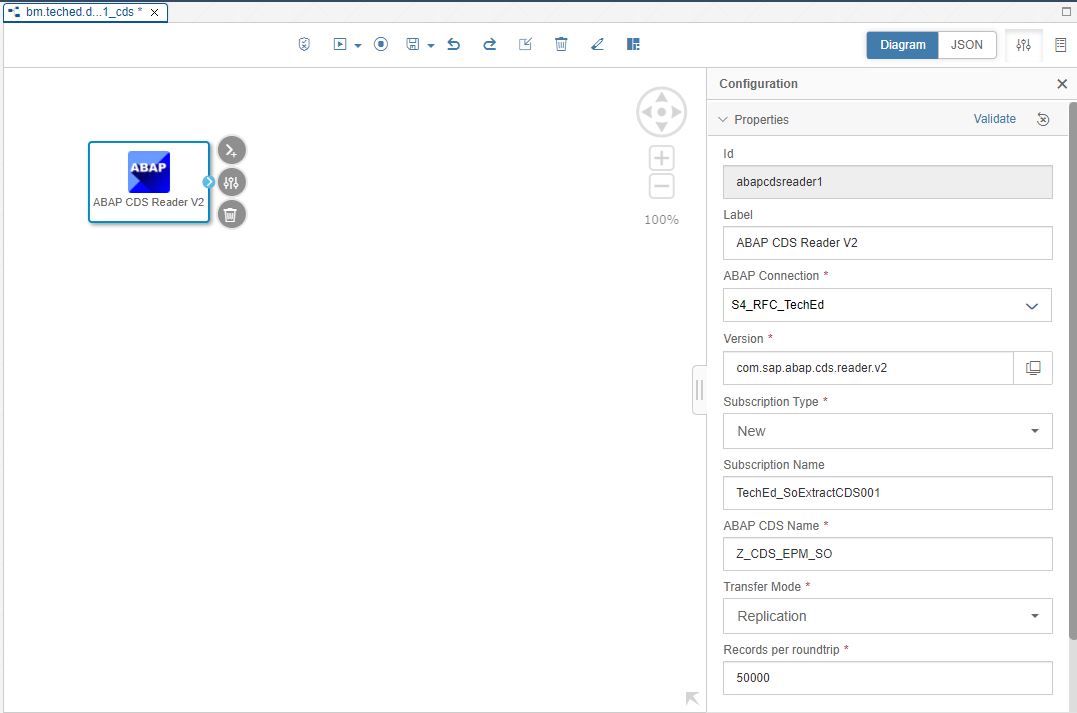 bm.teched.d...1_cds *
Diagram
JSON
Configuration
Properties
Validate
Id
abapcdsreader1
Label
ABAP CDS Reader V2
ABAP Connection *
S4_RFC_TechEd
Version *
com.sap.abap.cds.reader.v2
Subscription Type *
New
Subscription Name
TechEd_SoExtractCDS001
ABAP CDS Name *
Z_CDS_EPM_SO
Transfer Mode *
Replication
Records per roundtrip *
50000
ABAP
ABAP CDS Reader V2
100%